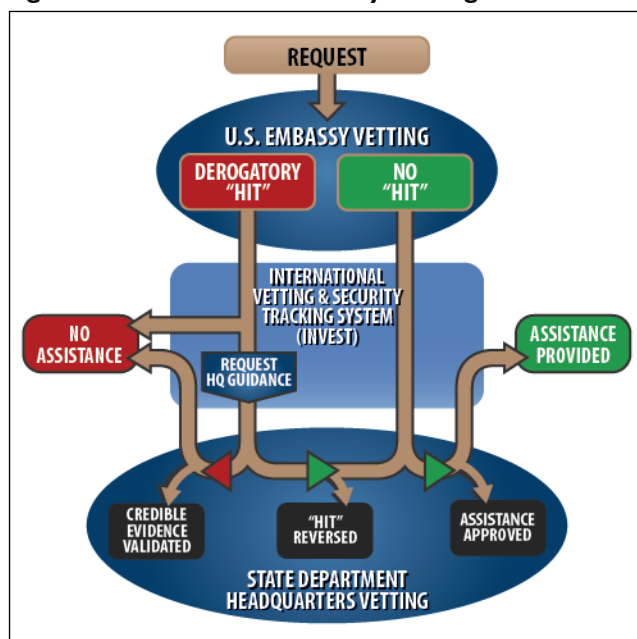 REQUEST
U.S. EMBASSY VETTING
DEROGATORY
"HIT"
NO
"HIT"
INTERNATIONAL
VETTING & SECURITY
TRACKING SYSTEM
(INVEST)
NO
ASSISTANCE
REQUEST
HQ GUIDANCE
ASSISTANCE
PROVIDED
CREDIBLE
EVIDENCE
VALIDATED
"HIT"
REVERSED
ASSISTANCE
APPROVED
STATE DEPARTMENT
HEADQUARTERS VETTING